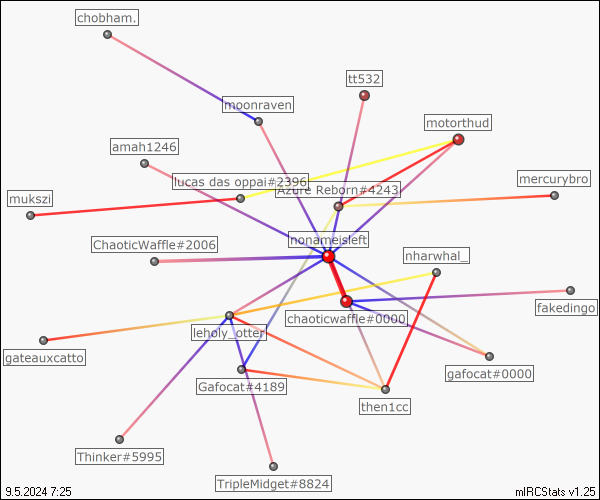 chobham.
tt532
moonraven
motorthud
amah1246
lucas das oppai#2396
mercurybro
Azure Reborn#4243
mukszi
nonameisleft
ChaoticWaffle#2006
nharwhal_
fakedingo
chaoticwaffle#0000
leholy_otter
gateauxcatto
gafocat#0000
Gafocat#4189
then1cc
Thinker#5995
TripleMidget#8824
9.5.2024 7:25
mIRCStats v1.25